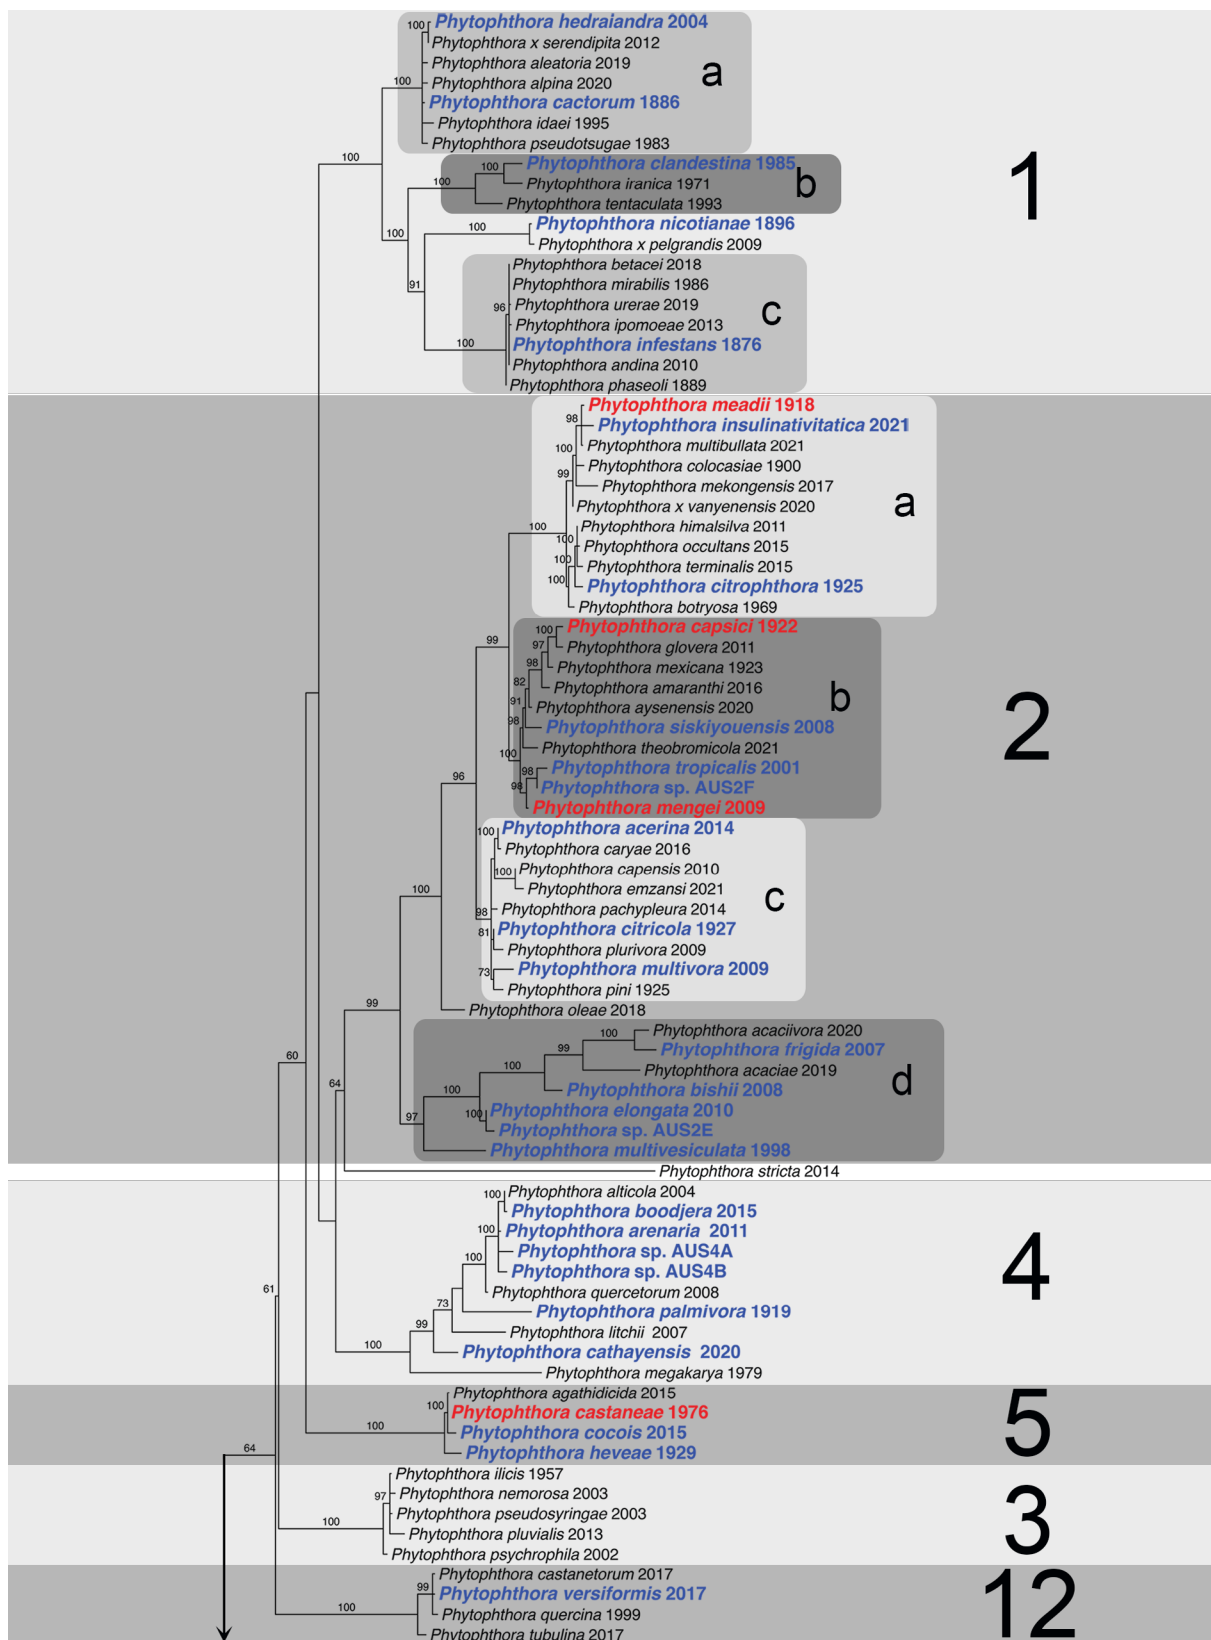 100 Phytophthora hedraiandra 2004
Phytophthora x serendipita 2012
Phytophthora aleatoria 2019
a
100 Phytophthora alpina 2020
Phytophthora cactorum 1886
Phytophthora idaei 1995
Phytophthora pseudotsugae 1983
100 100 Phytophthora clandestina 1985
100 Phytophthora iranica 1971
b
1
Phytophthora tentaculata 1993
100 Phytophthora nicotianae 1896
100 Phytophthora x pelgrandis 2009
Phytophthora betacei 2018
91 Phytophthora mirabilis 1986
96 Phytophthora urerae 2019
c
Phytophthora ipomoeae 2013
100 Phytophthora infestans 1876
Phytophthora andina 2010
Phytophthora phaseoli 1889
Phytophthora meadii 1918
98 Phytophthora insulinativitatica 2021
Phytophthora multibullata 2021
100 Phytophthora colocasiae 1900
99 Phytophthora mekongensis 2017
Phytophthora x vanyenensis 2020
a
100 Phytophthora himalsilva 2011
100 Phytophthora occultans 2015
100 Phytophthora terminalis 2015
100 Phytophthora citrophthora 1925
Phytophthora botryosa 1969
100 Phytophthora capsici 1922
99 97 Phytophthora glovera 2011
98 Phytophthora mexicana 1923
82 Phytophthora amaranthi 2016
b
91 Phytophthora aysenensis 2020
98 Phytophthora siskiyouensis 2008
2
100 Phytophthora theobromicola 2021
96 98 Phytophthora tropicalis 2001
98 Phytophthora sp. AUS2F
Phytophthora mengei 2009
100 Phytophthora acerina 2014
Phytophthora caryae 2016
100 Phytophthora capensis 2010
100 Phytophthora emzansi 2021
c
98 Phytophthora pachypleura 2014
81 Phytophthora citricola 1927
Phytophthora plurivora 2009
73 Phytophthora multivora 2009
Phytophthora pini 1925
99 Phytophthora oleae 2018
100 Phytophthora acaciivora 2020
99 Phytophthora frigida 2007
60 100 Phytophthora acaciae 2019
d
64 100 Phytophthora bishii 2008
97 100 Phytophthora elongata 2010
Phytophthora sp. AUS2E
Phytophthora multivesiculata 1998
Phytophthora stricta 2014
100 Phytophthora alticola 2004
Phytophthora boodjera 2015
100 Phytophthora arenaria 2011
100 Phytophthora sp. AUS4A
Phytophthora sp. AUS4B
4
61 Phytophthora quercetorum 2008
73 Phytophthora palmivora 1919
99 Phytophthora litchii 2007
100 Phytophthora cathayensis 2020
Phytophthora megakarya 1979
Phytophthora agathidicida 2015
100 Phytophthora castaneae 1976
100 Phytophthora cocois 2015
5
64 Phytophthora heveae 1929
Phytophthora ilicis 1957
97 Phytophthora nemorosa 2003
Phytophthora pseudosyringae 2003
3
100 Phytophthora pluvialis 2013
Phytophthora psychrophila 2002
Phytophthora castanetorum 2017
99 Phytophthora versiformis 2017
12
100 Phytophthora quercina 1999
Phytophthora tubulina 2017